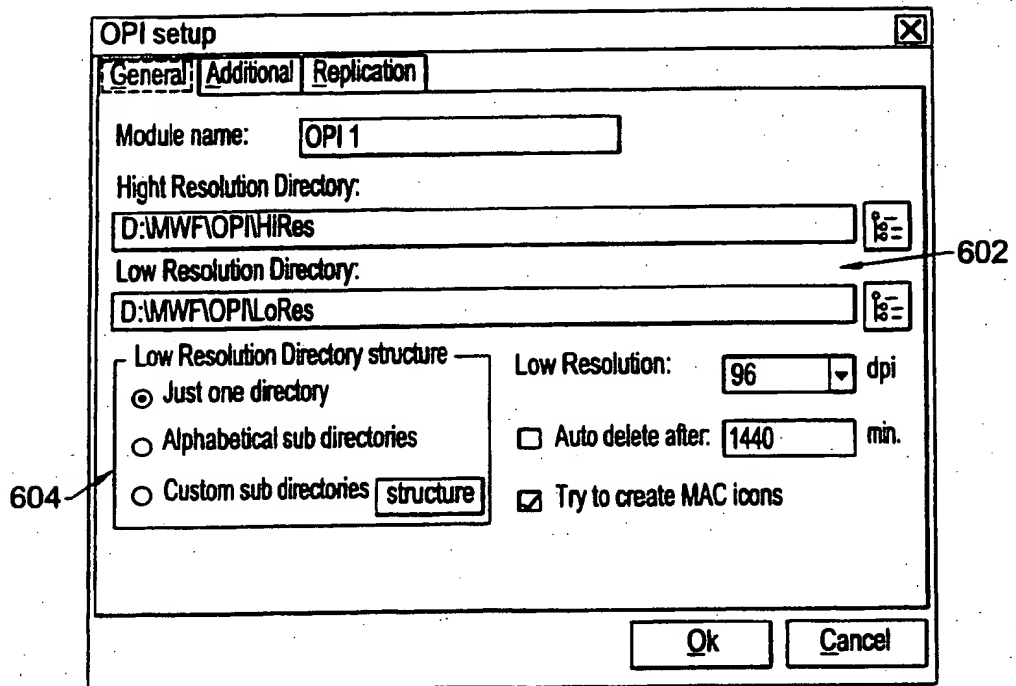 OPI setup
General Additional Replication
Module name: OPI 1
Hight Resolution Directory:
D:\MWF\OPI\HiRes
602
Low Resolution Directory:
D:\MWF\OPI\LoRes
Low Resolution Directory structure
Low Resolution: 96 dpi
Just one directory
Alphabetical sub directories
Auto delete after: 1440 min.
604
Custom sub directories structure
Try to create MAC icons
Ok Cancel